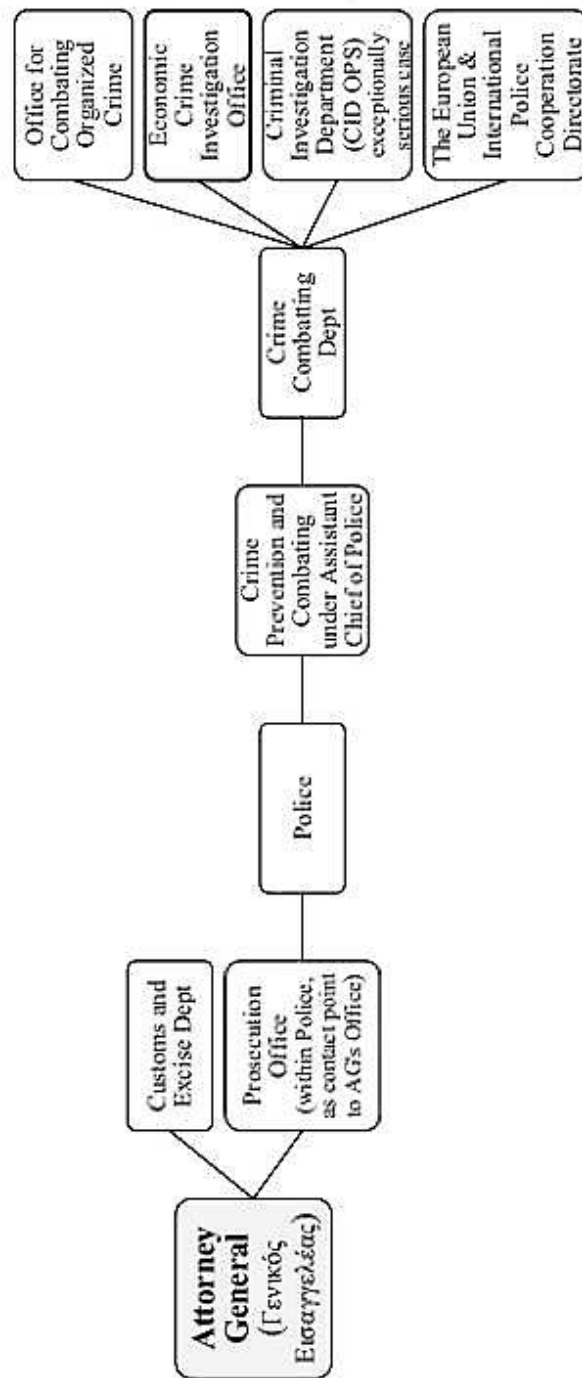 Attorney
General
(Γενικός
Εισαγγελέας)
Customs and
Excise Dept
Prosecution
Office
(within Police,
as contact point
to AGs Office)
Police
Crime
Prevention and
Combating
under Assistant
Chief of Police
Crime
Combatting
Dept
Office for
Combating
Organized
Crime
Economic
Crime
Investigation
Office
Criminal
Investigation
Department
(CID OPS)
exceptionally
serious case
The European
Union &
International
Police
Cooperation
Directorate